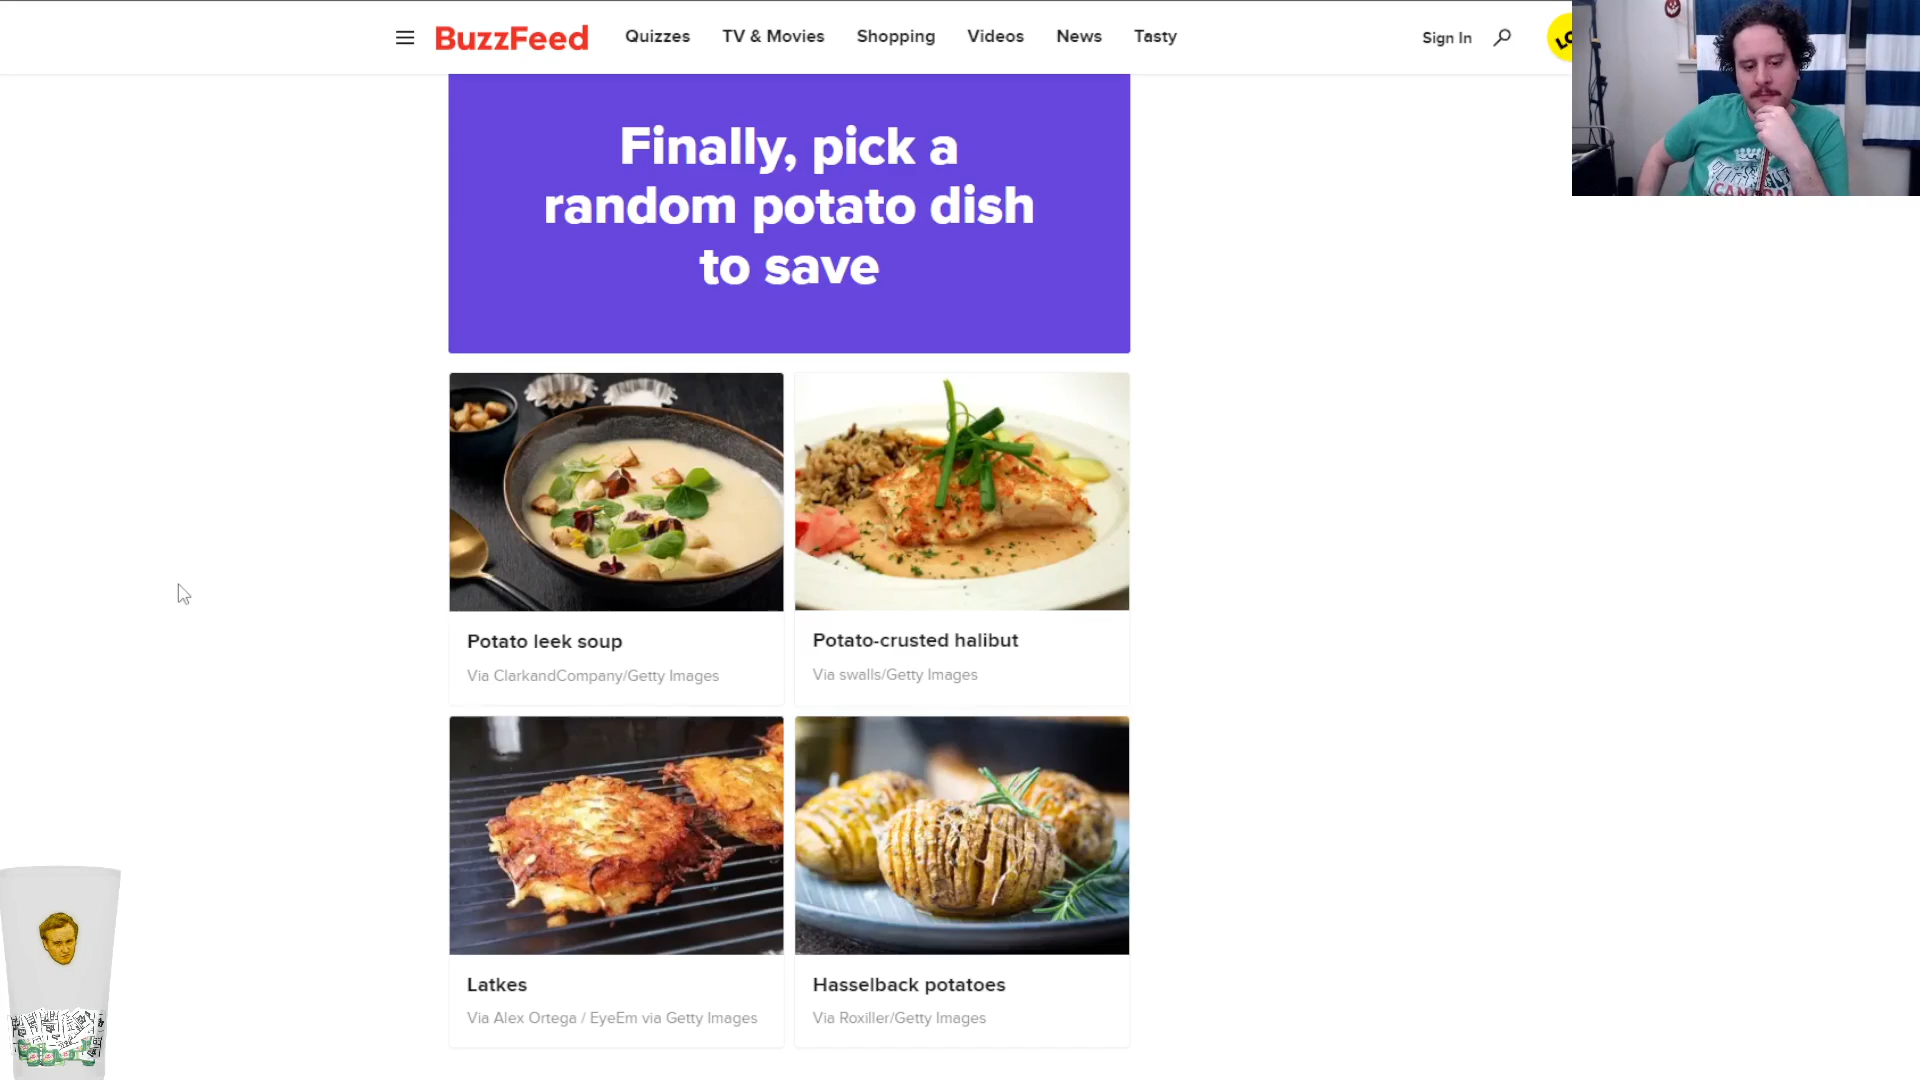 BuzzFeed
Quizzes
TV & Movies
Shopping
Videos
News
Tasty
Sign In
LO
CANADA
Finally, pick a
random potato dish
to save
Potato leek soup
Via ClarkandCompany/Getty Images
Potato-crusted halibut
Via swalls/Getty Images
Latkes
Via Alex Ortega / EyeEm via Getty Images
Hasselback potatoes
Via Roxiller/Getty Images